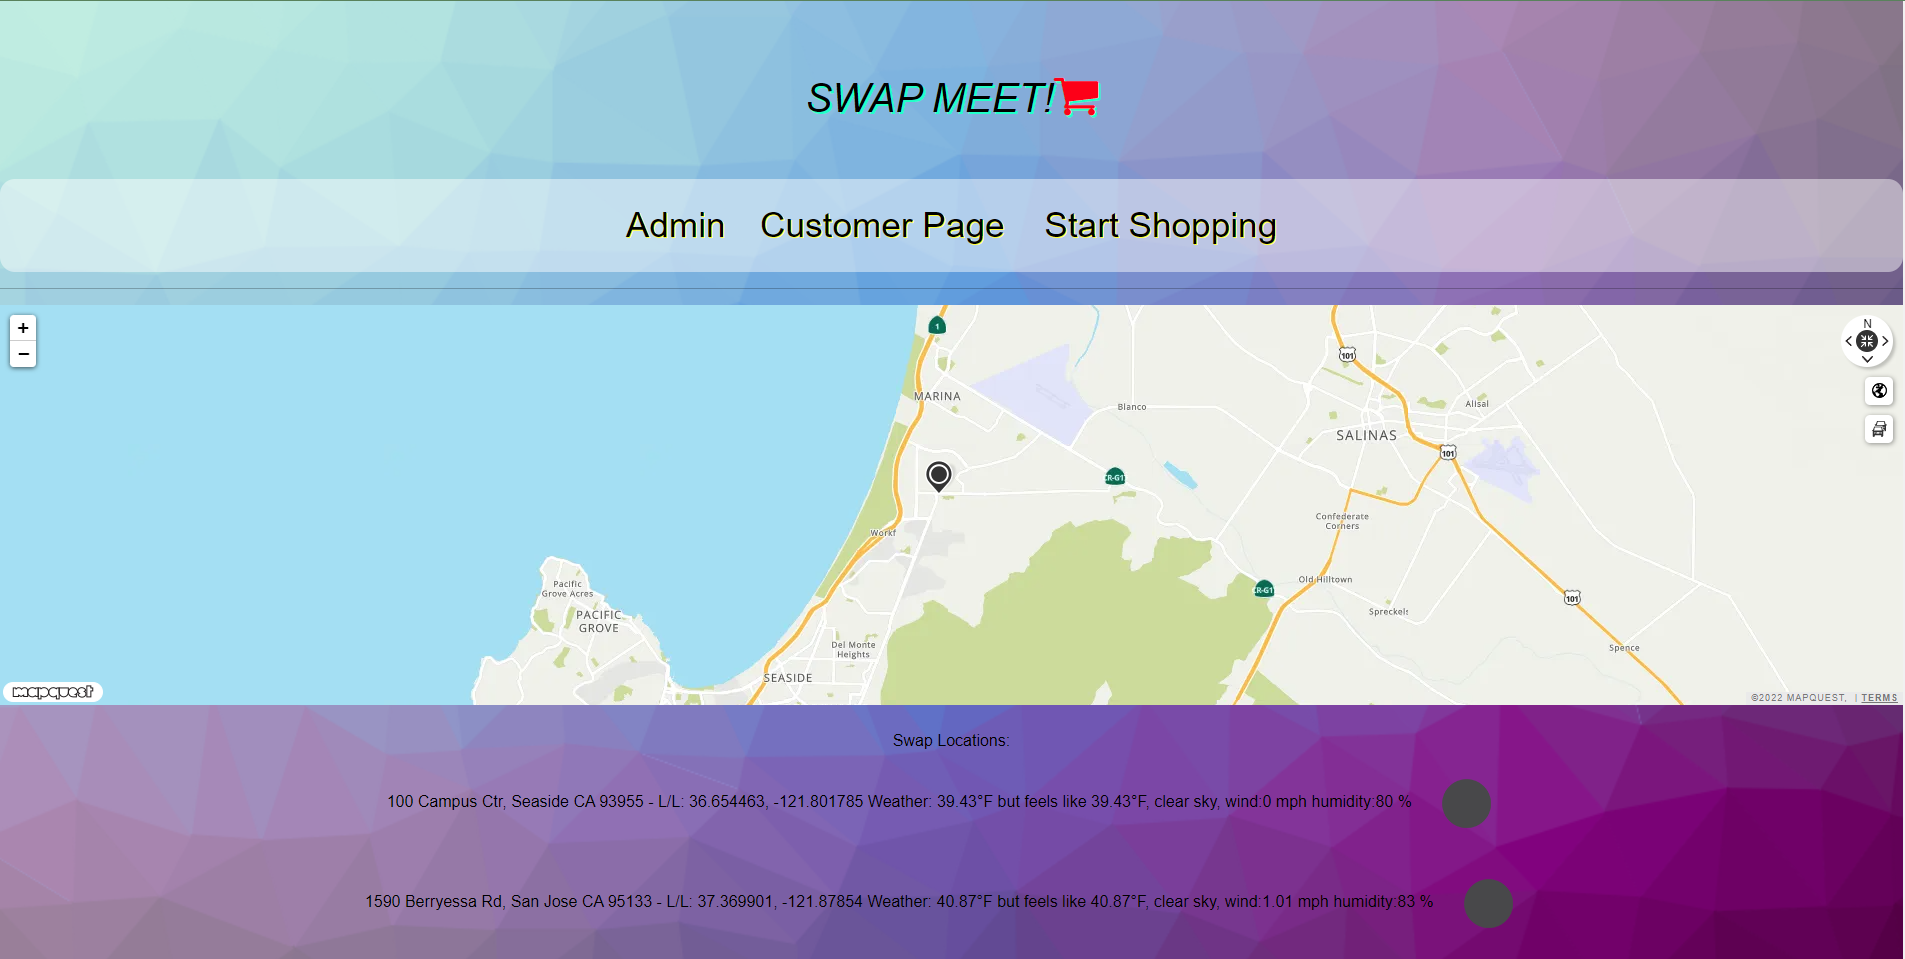 SWAP MEET!
Admin Customer Page Start Shopping
+
−
N
1
101
MARINA
Blanco
Alisal
SALINAS
101
CR-G1
Workf
Confederate
Corners
Pacific
Grove Acres
Old Hilltown
CR-G1
101
PACIFIC
GROVE
Spreckels
Del Monte
Heights
Spence
SEASIDE
mapquest
©2022 MAPQUEST, | TERMS
Swap Locations:
100 Campus Ctr, Seaside CA 93955 - L/L: 36.654463, -121.801785 Weather: 39.43°F but feels like 39.43°F, clear sky, wind:0 mph humidity:80 %
1590 Berryessa Rd, San Jose CA 95133 - L/L: 37.369901, -121.87854 Weather: 40.87°F but feels like 40.87°F, clear sky, wind:1.01 mph humidity:83 %